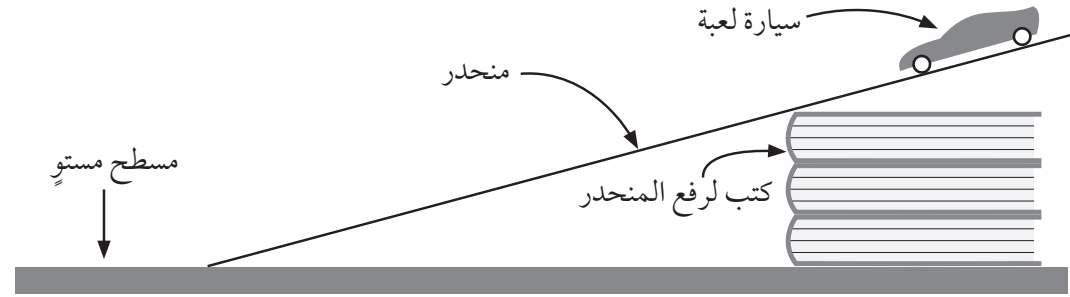 سيارة لعبة
منحدر
مسطح مستوٍ
كتب لرفع المنحدر